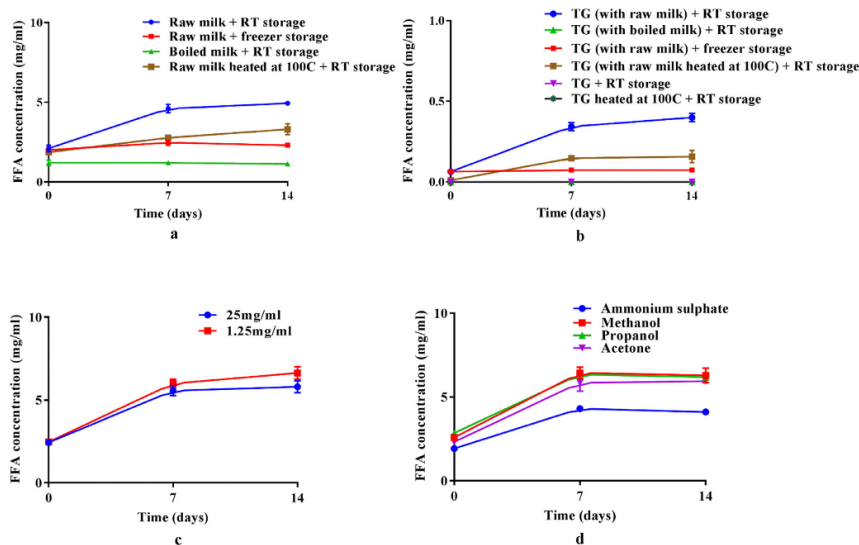 Raw milk + RT storage
Raw milk + freezer storage
Boiled milk + RT storage
Raw milk heated at 100C + RT storage
FFA concentration (mg/ml)
10
5
0
0
7
14
Time (days)
a
TG (with raw milk) + RT storage
TG (with boiled milk) + RT storage
TG (with raw milk) + freezer storage
TG (with raw milk heated at 100C) + RT storage
TG + RT storage
TG heated at 100C + RT storage
FFA concentration (mg/ml)
1.0
0.5
0.0
0
7
14
Time (days)
b
25mg/ml
1.25mg/ml
FFA concentration (mg/ml)
10
5
0
0
7
14
Time (days)
c
Ammonium sulphate
Methanol
Propanol
Acetone
FFA concentration (mg/ml)
10
5
0
0
7
14
Time (days)
d